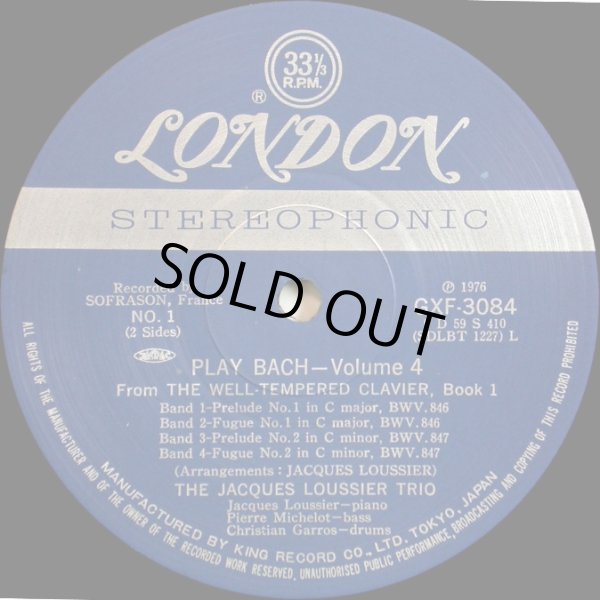 33 1/3
R.P.M.
®
LONDON
STEREOPHONIC
SOLD OUT
Recorded
SOFRASON, France
NO. 1
(2 Sides)
Ⓟ 1976
GXF-3084
D 59 S 410
(SDLBT 1227) L
PLAY BACH—Volume 4
From THE WELL-TEMPERED CLAVIER, Book 1
Band 1-Prelude No. 1 in C major, BWV. 846
Band 2-Fugue No. 1 in C major, BWV. 846
Band 3-Prelude No. 2 in C minor, BWV. 847
Band 4-Fugue No. 2 in C minor, BWV. 847
(Arrangements : JACQUES LOUSSIER)
THE JACQUES LOUSSIER TRIO
Jacques Loussier-piano
Pierre Michelot-bass
Christian Garros-drums
MANUFACTURED BY KING RECORD CO., LTD. TOKYO, JAPAN
ALL RIGHTS OF THE MANUFACTURER AND OF THE OWNER OF THE RECORDED WORK RESERVED. UNAUTHORISED PUBLIC PERFORMANCE, BROADCASTING AND COPYING OF THIS RECORD PROHIBITED